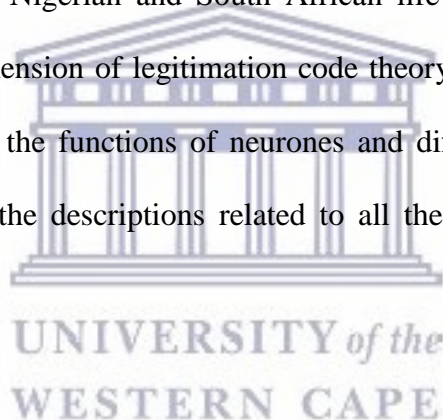 Nigerian and South African life
ension of legitimation code theory
the functions of neurones and di
the descriptions related to all the
UNIVERSITY of the
WESTERN CAPE